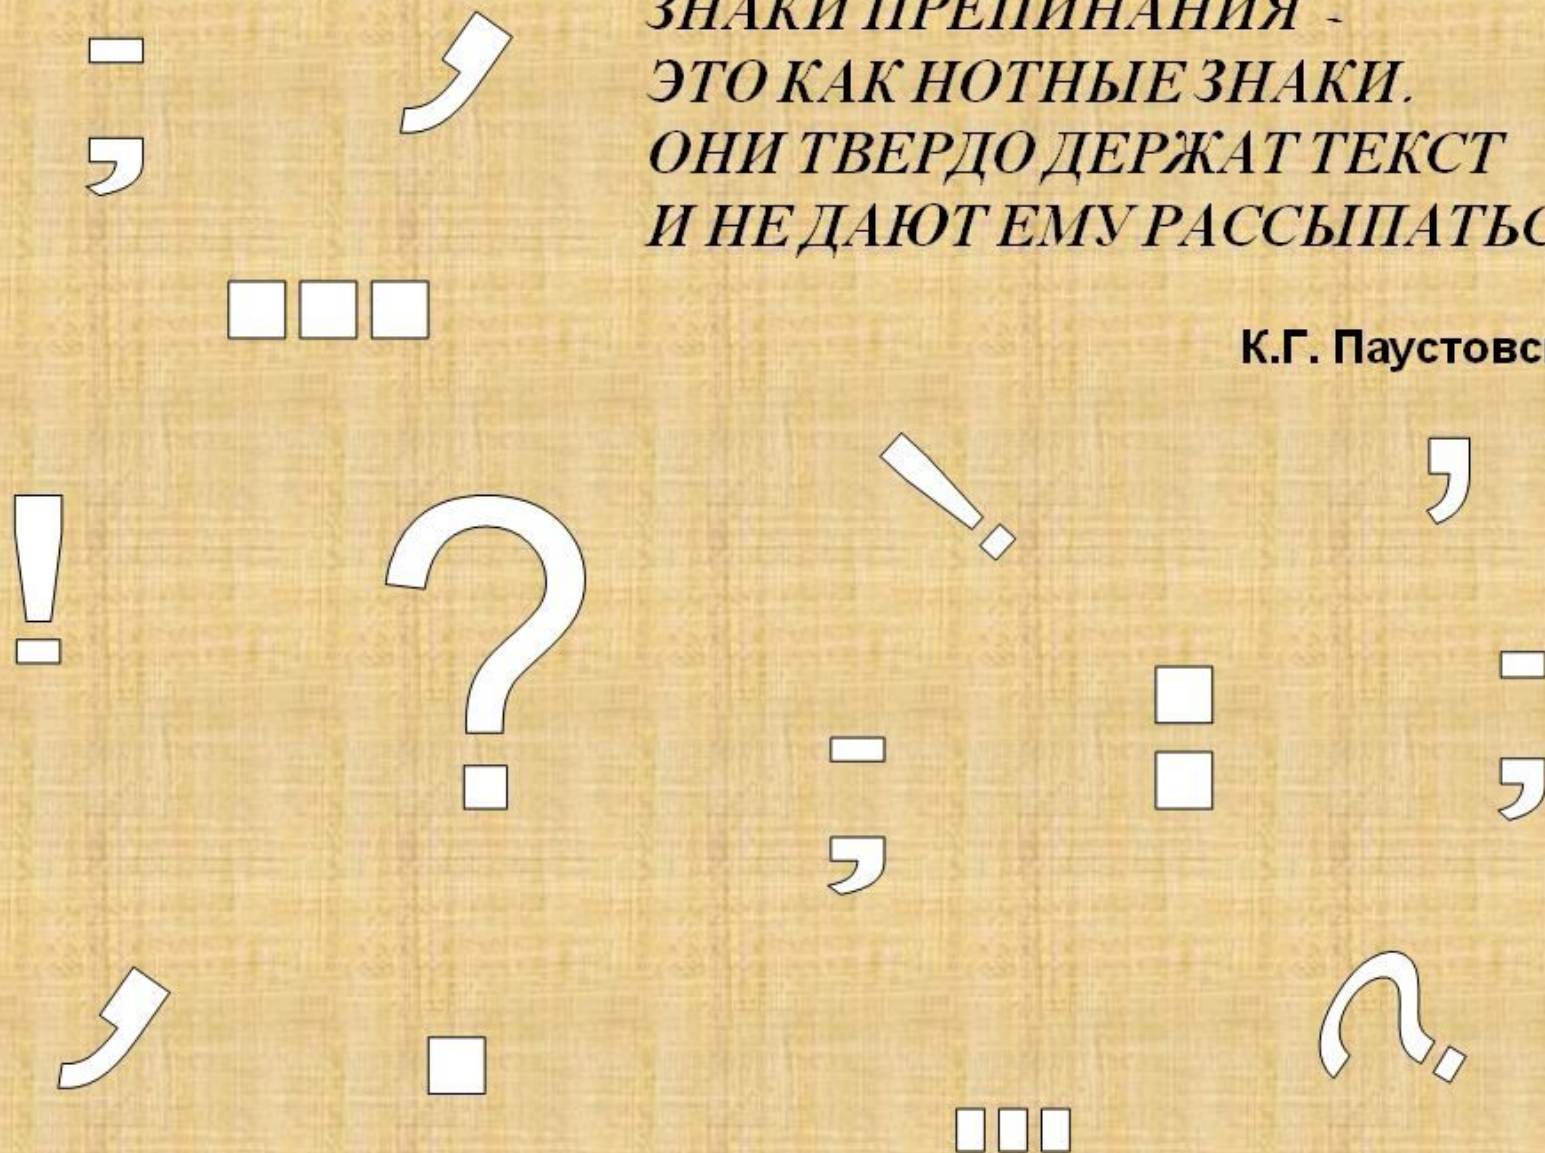 ЗНАКИ ПРЕПИНАНИЯ -
ЭТО КАК НОТНЫЕ ЗНАКИ.
ОНИ ТВЕРДО ДЕРЖАТ ТЕКСТ
И НЕ ДАЮТ ЕМУ РАССЫПАТЬС
К.Г. Паустовс
; ,
...
! ? ! ,
; : ;
, . ?
...